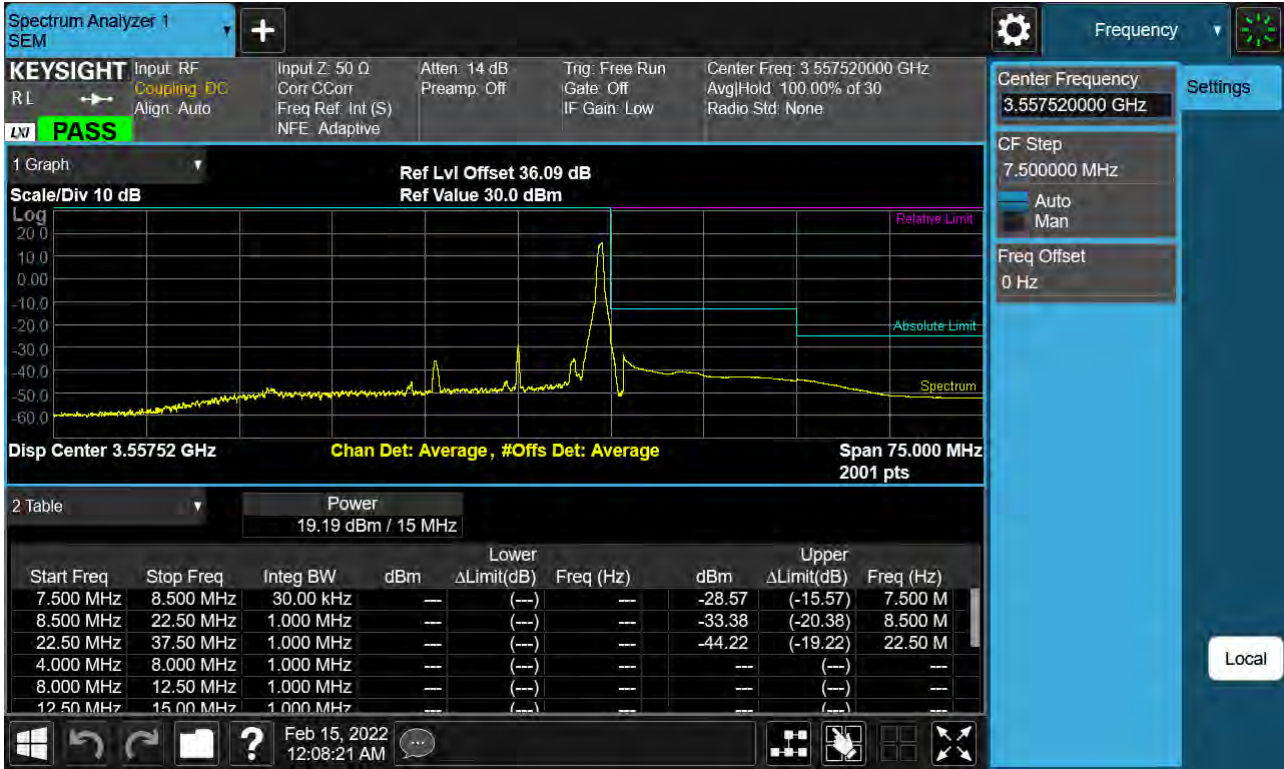 Spectrum Analyzer 1
SEM
Frequency
KEYSIGHT
R L
LXI
PASS
Input: RF
Coupling: DC
Align: Auto
Input Z: 50 Ω
Corr CCorr
Freq Ref: Int (S)
NFE: Adaptive
Atten: 14 dB
Preamp: Off
Trig: Free Run
Gate: Off
IF Gain: Low
Center Freq: 3.557520000 GHz
Avg|Hold: 100.00% of 30
Radio Std: None
Center Frequency
3.557520000 GHz
Settings
CF Step
7.500000 MHz
Auto
Man
Freq Offset
0 Hz
Local
1 Graph
Scale/Div 10 dB
Ref Lvl Offset 36.09 dB
Ref Value 30.0 dBm
Log
20.0
10.0
0.00
-10.0
-20.0
-30.0
-40.0
-50.0
-60.0
Relative Limit
Absolute Limit
Spectrum
Disp Center 3.55752 GHz
Chan Det: Average, #Offs Det: Average
Span 75.000 MHz
2001 pts
2 Table
Power
19.19 dBm / 15 MHz
Lower Upper
Start Freq Stop Freq Integ BW dBm ΔLimit(dB) Freq (Hz) dBm ΔLimit(dB) Freq (Hz)
7.500 MHz 8.500 MHz 30.00 kHz --- (---) --- -28.57 (-15.57) 7.500 M
8.500 MHz 22.50 MHz 1.000 MHz --- (---) --- -33.38 (-20.38) 8.500 M
22.50 MHz 37.50 MHz 1.000 MHz --- (---) --- -44.22 (-19.22) 22.50 M
4.000 MHz 8.000 MHz 1.000 MHz --- (---) --- --- (---) ---
8.000 MHz 12.50 MHz 1.000 MHz --- (---) --- --- (---) ---
12.50 MHz 15.00 MHz 1.000 MHz --- (---) --- --- (---) ---
?
Feb 15, 2022
12:08:21 AM